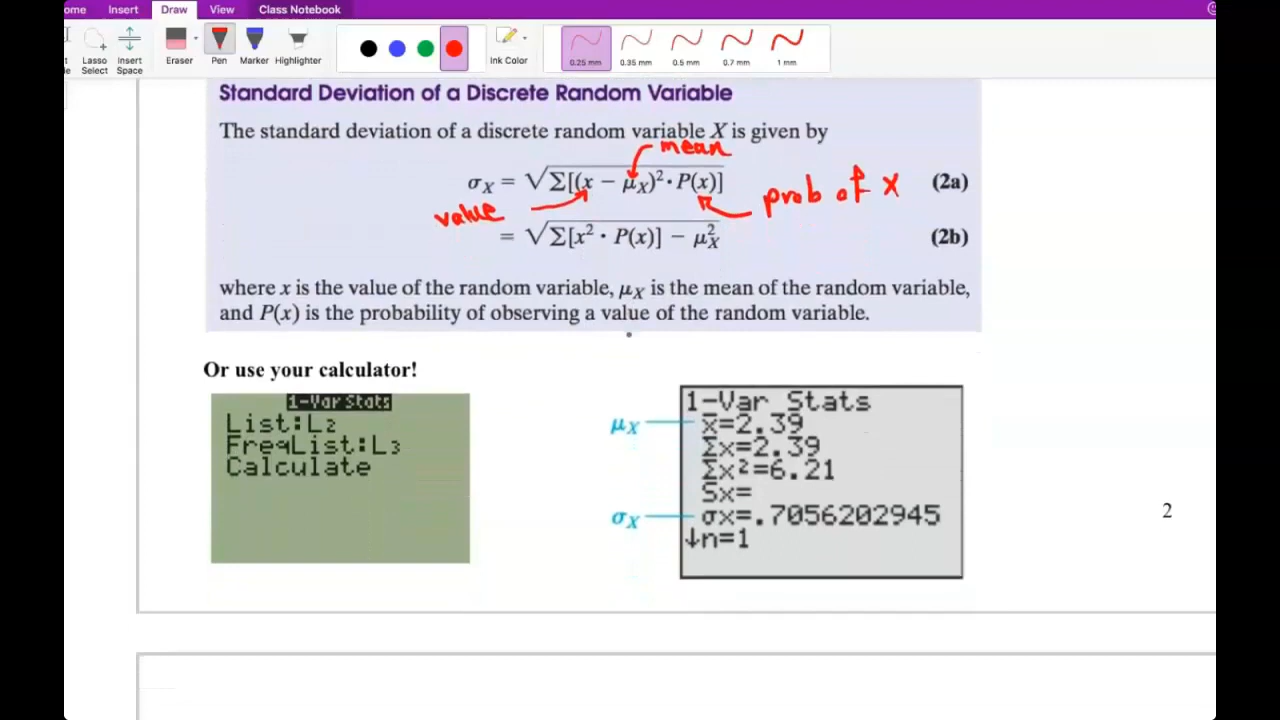 ome Insert Draw View Class Notebook
Lasso Select
Insert Space
Eraser Pen Marker Highlighter
Ink Color
0.25 mm 0.35 mm 0.5 mm 0.7 mm 1 mm
Standard Deviation of a Discrete Random Variable
The standard deviation of a discrete random variable X is given by
mean
σX = √Σ[(x − μX)² · P(x)] (2a)
value
prob of x
= √Σ[x² · P(x)] − μ²X (2b)
where x is the value of the random variable, μX is the mean of the random variable,
and P(x) is the probability of observing a value of the random variable.
Or use your calculator!
1-Var Stats
List:L2
FreqList:L3
Calculate
1-Var Stats
μX x̄=2.39
Σx=2.39
Σx²=6.21
Sx=
σX σx=.7056202945
↓n=1
2